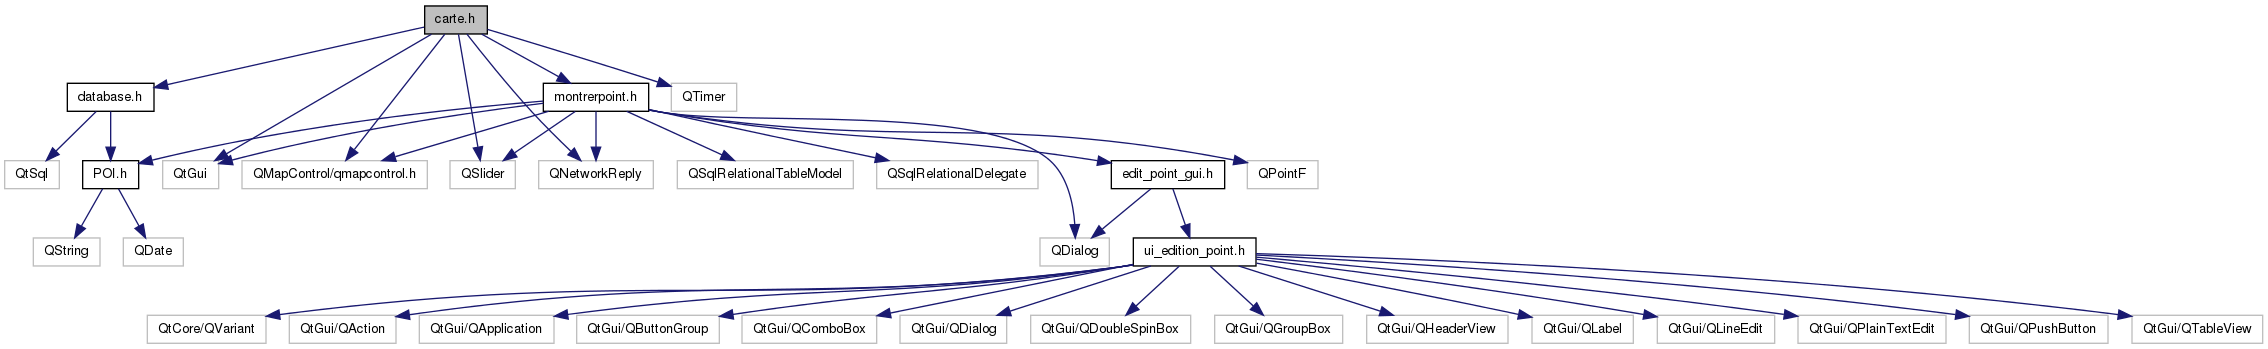 carte.h
database.h
montrerpoint.h
QTimer
QtSql
POI.h
QtGui
QMapControl/qmapcontrol.h
QSlider
QNetworkReply
QSqlRelationalTableModel
QSqlRelationalDelegate
edit_point_gui.h
QPointF
QString
QDate
QDialog
ui_edition_point.h
QtCore/QVariant
QtGui/QAction
QtGui/QApplication
QtGui/QButtonGroup
QtGui/QComboBox
QtGui/QDialog
QtGui/QDoubleSpinBox
QtGui/QGroupBox
QtGui/QHeaderView
QtGui/QLabel
QtGui/QLineEdit
QtGui/QPlainTextEdit
QtGui/QPushButton
QtGui/QTableView